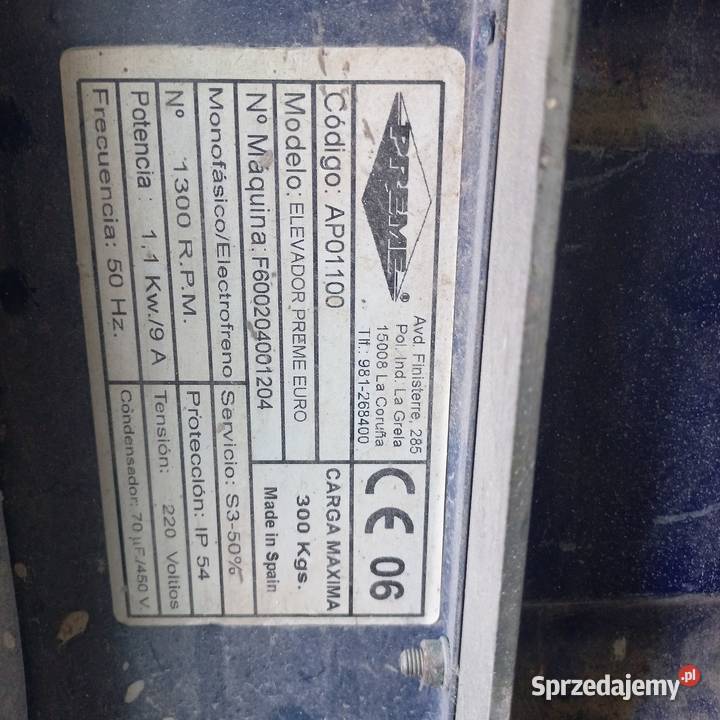 PREME®
Avd. Finisterre, 285
Pol. Ind. La Grela
15008 La Coruña
Tlf.: 981-268400
CE 06
Código: AP01100
Modelo: ELEVADOR PREME EURO
Nº Máquina: F600204001204
CARGA MAXIMA
300 Kgs.
Made in Spain
Monofásico/Electrofreno
Servicio: S3-50%
Nº 1300 R.P.M.
Protección: IP 54
Potencia : 1,1 Kw./9 A
Tensión: 220 Voltios
Frecuencia: 50 Hz.
Condensador: 70 µF./450 V.
Sprzedajemy.pl